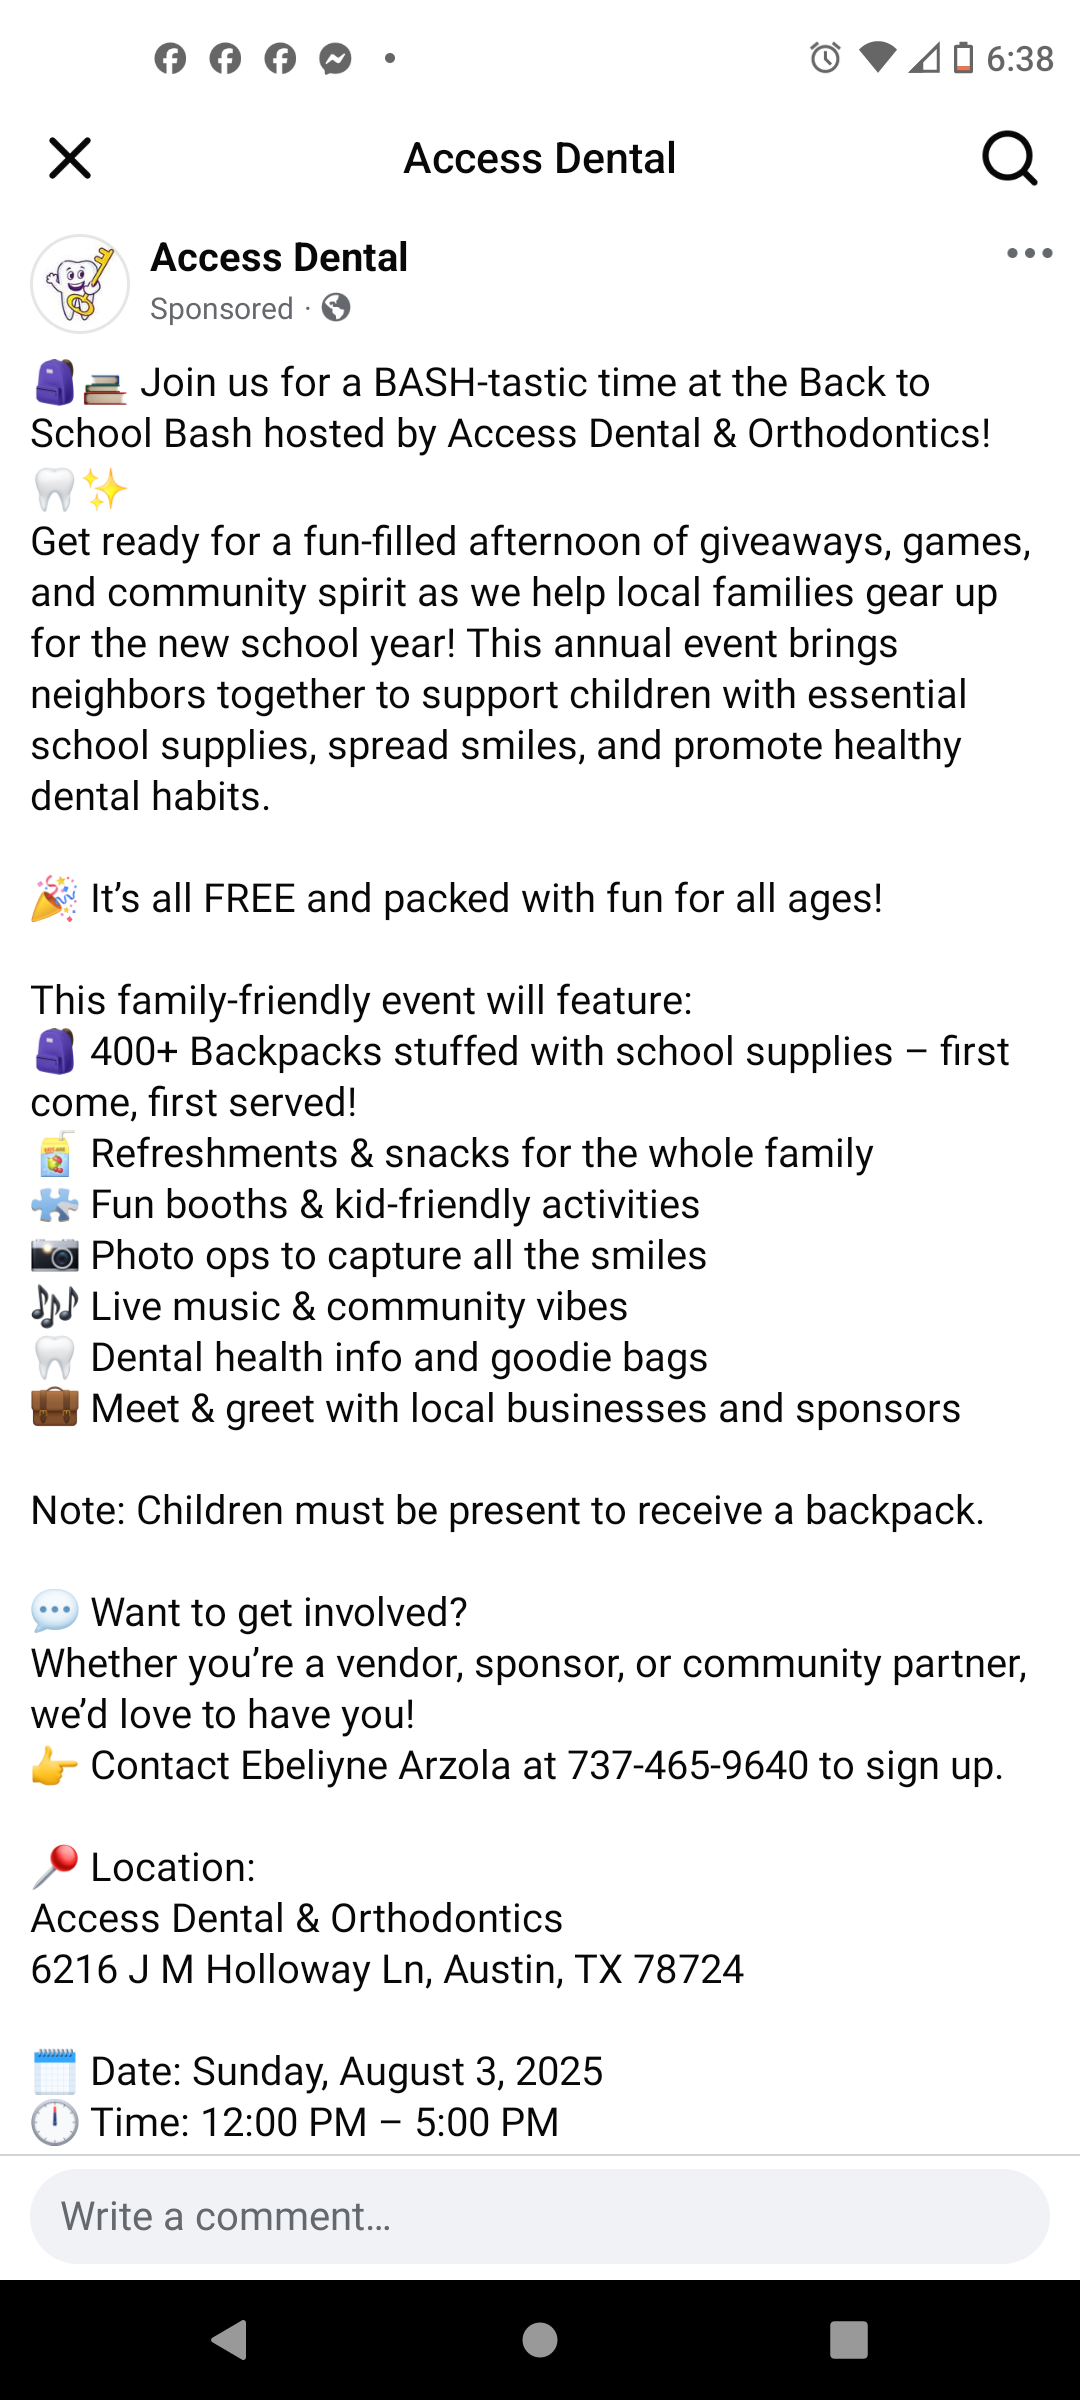 6:38
Access Dental
Access Dental
Sponsored ·
Join us for a BASH-tastic time at the Back to
School Bash hosted by Access Dental & Orthodontics!
Get ready for a fun-filled afternoon of giveaways, games,
and community spirit as we help local families gear up
for the new school year! This annual event brings
neighbors together to support children with essential
school supplies, spread smiles, and promote healthy
dental habits.
🎉 It’s all FREE and packed with fun for all ages!
This family-friendly event will feature:
🎒 400+ Backpacks stuffed with school supplies – first
come, first served!
🧃 Refreshments & snacks for the whole family
🧩 Fun booths & kid-friendly activities
📷 Photo ops to capture all the smiles
🎶 Live music & community vibes
🦷 Dental health info and goodie bags
💼 Meet & greet with local businesses and sponsors
Note: Children must be present to receive a backpack.
💬 Want to get involved?
Whether you’re a vendor, sponsor, or community partner,
we’d love to have you!
👉 Contact Ebeliyne Arzola at 737-465-9640 to sign up.
📍 Location:
Access Dental & Orthodontics
6216 J M Holloway Ln, Austin, TX 78724
🗓️ Date: Sunday, August 3, 2025
🕛 Time: 12:00 PM – 5:00 PM
Write a comment...